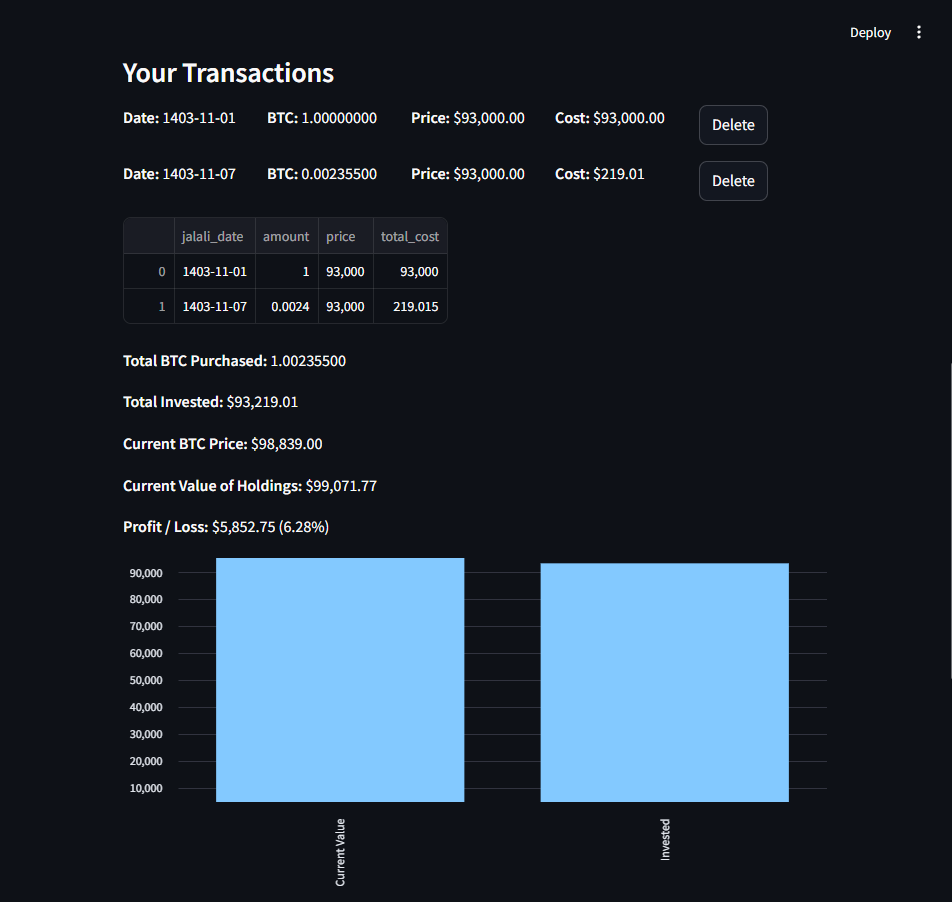 Deploy
Your Transactions
Date: 1403-11-01 BTC: 1.00000000 Price: $93,000.00 Cost: $93,000.00 Delete
Date: 1403-11-07 BTC: 0.00235500 Price: $93,000.00 Cost: $219.01 Delete
jalali_date amount price total_cost
0 1403-11-01 1 93,000 93,000
1 1403-11-07 0.0024 93,000 219.015
Total BTC Purchased: 1.00235500
Total Invested: $93,219.01
Current BTC Price: $98,839.00
Current Value of Holdings: $99,071.77
Profit / Loss: $5,852.75 (6.28%)
90,000
80,000
70,000
60,000
50,000
40,000
30,000
20,000
10,000
Current Value
Invested